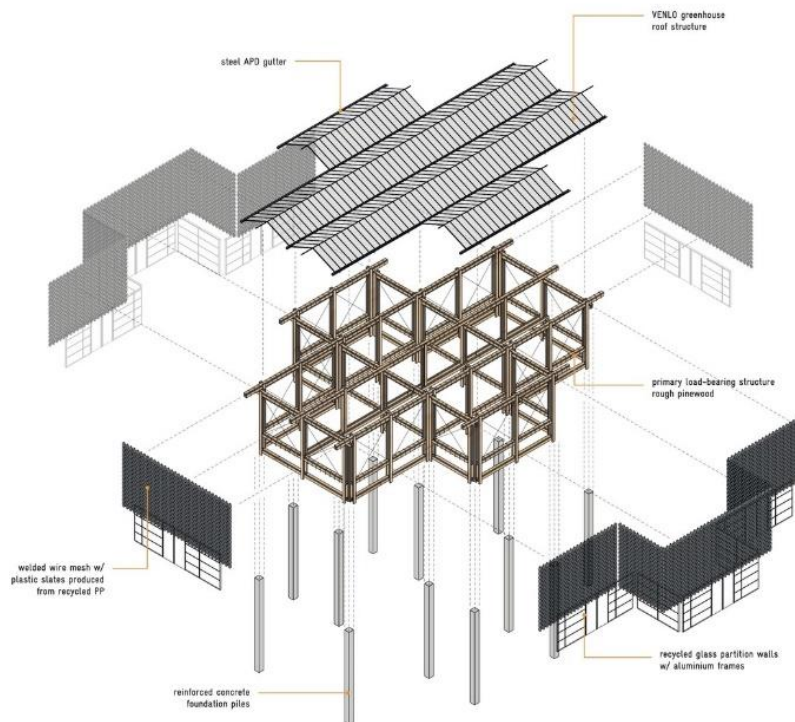 VENLO greenhouse
roof structure
steel APD gutter
primary load-bearing structure
rough pinewood
welded wire mesh w/
plastic slates produced
from recycled PP
recycled glass partition walls
w/ aluminium frames
reinforced concrete
foundation piles